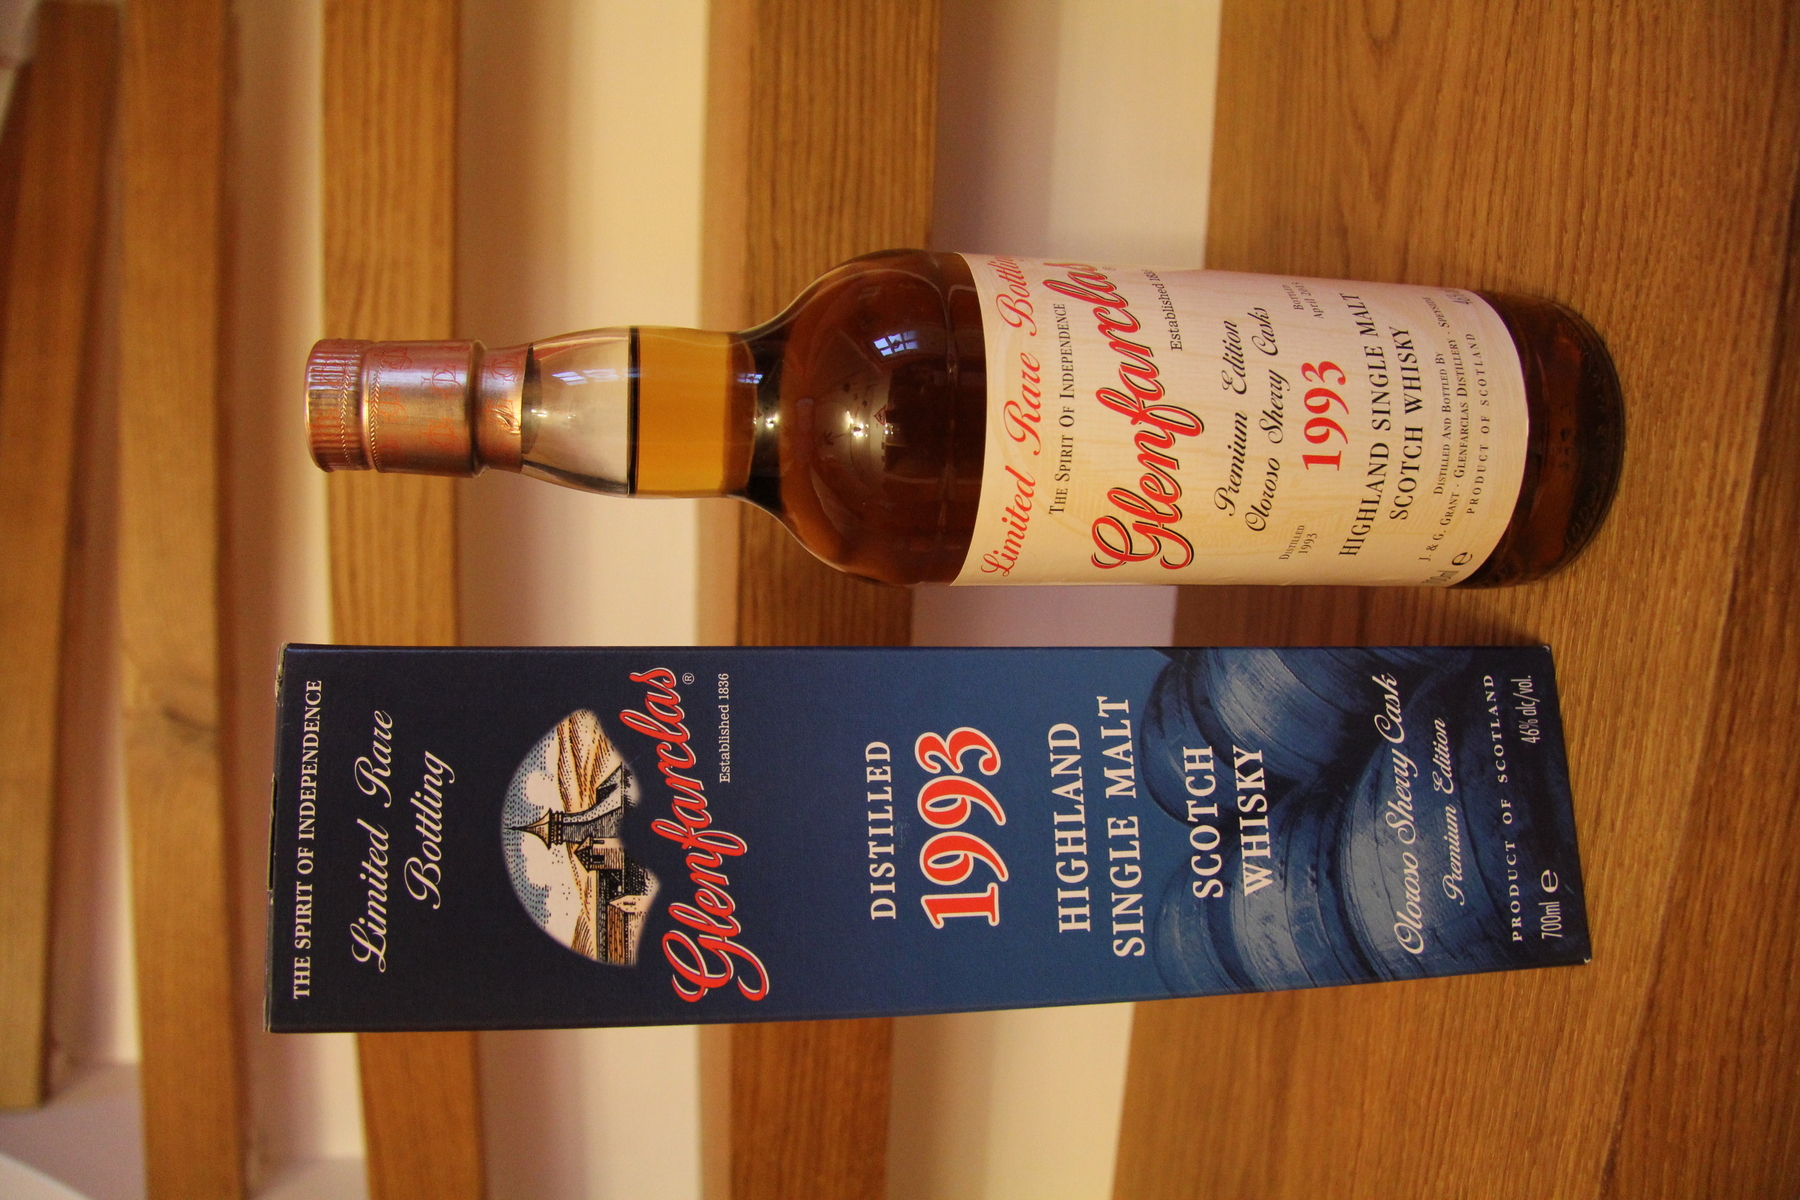 Limited Rare Bottling
THE SPIRIT OF INDEPENDENCE
Glenfarclas
Established 1836
Premium Edition
Oloroso Sherry Casks
DISTILLED
1993
1993
BOTTLED
April
HIGHLAND SINGLE MALT
SCOTCH WHISKY
DISTILLED AND BOTTLED BY
J. & G. GRANT · GLENFARCLAS DISTILLERY · SPEYSIDE
PRODUCT OF SCOTLAND
e
THE SPIRIT OF INDEPENDENCE
Limited Rare
Bottling
Glenfarclas®
Established 1836
DISTILLED
1993
HIGHLAND
SINGLE MALT
SCOTCH
WHISKY
Oloroso Sherry Cask
Premium Edition
PRODUCT OF SCOTLAND
700ml e 46% alc/vol.